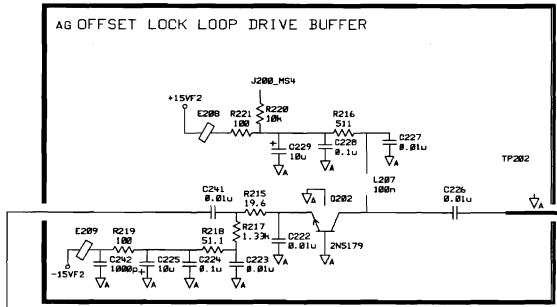 AG OFFSET LOCK LOOP DRIVE BUFFER
J200_MS4
+15VF2
E208
R221
100
R220
10k
R216
511
C229
10u
C228
0.1u
C227
0.01u
TP202
L207
100n
C241
0.01u
R215
19.6
Q202
C226
0.01u
E209
R219
100
R218
51.1
R217
1.33k
C222
0.01u
2N5179
-15VF2
C242
1000p
C225
10u
C224
0.1u
C223
0.01u
+
+
A
A
A
A
A
A
A
A
A
A
A